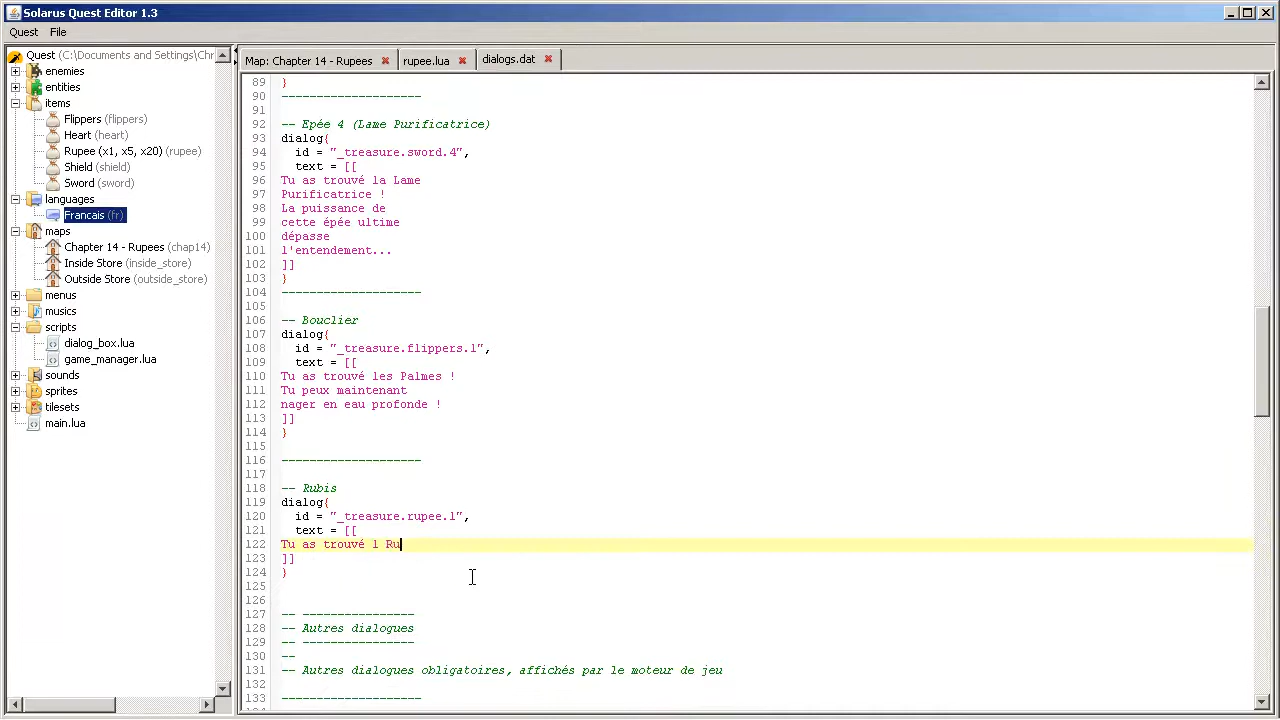 Solarus Quest Editor 1.3
Quest File
Quest (C:\Documents and Settings\Chr
enemies
entities
items
Flippers (flippers)
Heart (heart)
Rupee (x1, x5, x20) (rupee)
Shield (shield)
Sword (sword)
languages
Francais (fr)
maps
Chapter 14 - Rupees (chap14)
Inside Store (inside_store)
Outside Store (outside_store)
menus
musics
scripts
dialog_box.lua
game_manager.lua
sounds
sprites
tilesets
main.lua
Map: Chapter 14 - Rupees rupee.lua dialogs.dat
89 }
90 --------------------
91
92 -- Epée 4 (Lame Purificatrice)
93 dialog{
94 id = "_treasure.sword.4",
95 text = [[
96 Tu as trouvé la Lame
97 Purificatrice !
98 La puissance de
99 cette épée ultime
100 dépasse
101 l'entendement...
102 ]]
103 }
104 --------------------
105
106 -- Bouclier
107 dialog{
108 id = "_treasure.flippers.1",
109 text = [[
110 Tu as trouvé les Palmes !
111 Tu peux maintenant
112 nager en eau profonde !
113 ]]
114 }
115
116 --------------------
117
118 -- Rubis
119 dialog{
120 id = "_treasure.rupee.1",
121 text = [[
122 Tu as trouvé 1 Ru
123 ]]
124 }
125
126
127 -- ----------------
128 -- Autres dialogues
129 -- ----------------
130 --
131 -- Autres dialogues obligatoires, affichés par le moteur de jeu
132
133 --------------------